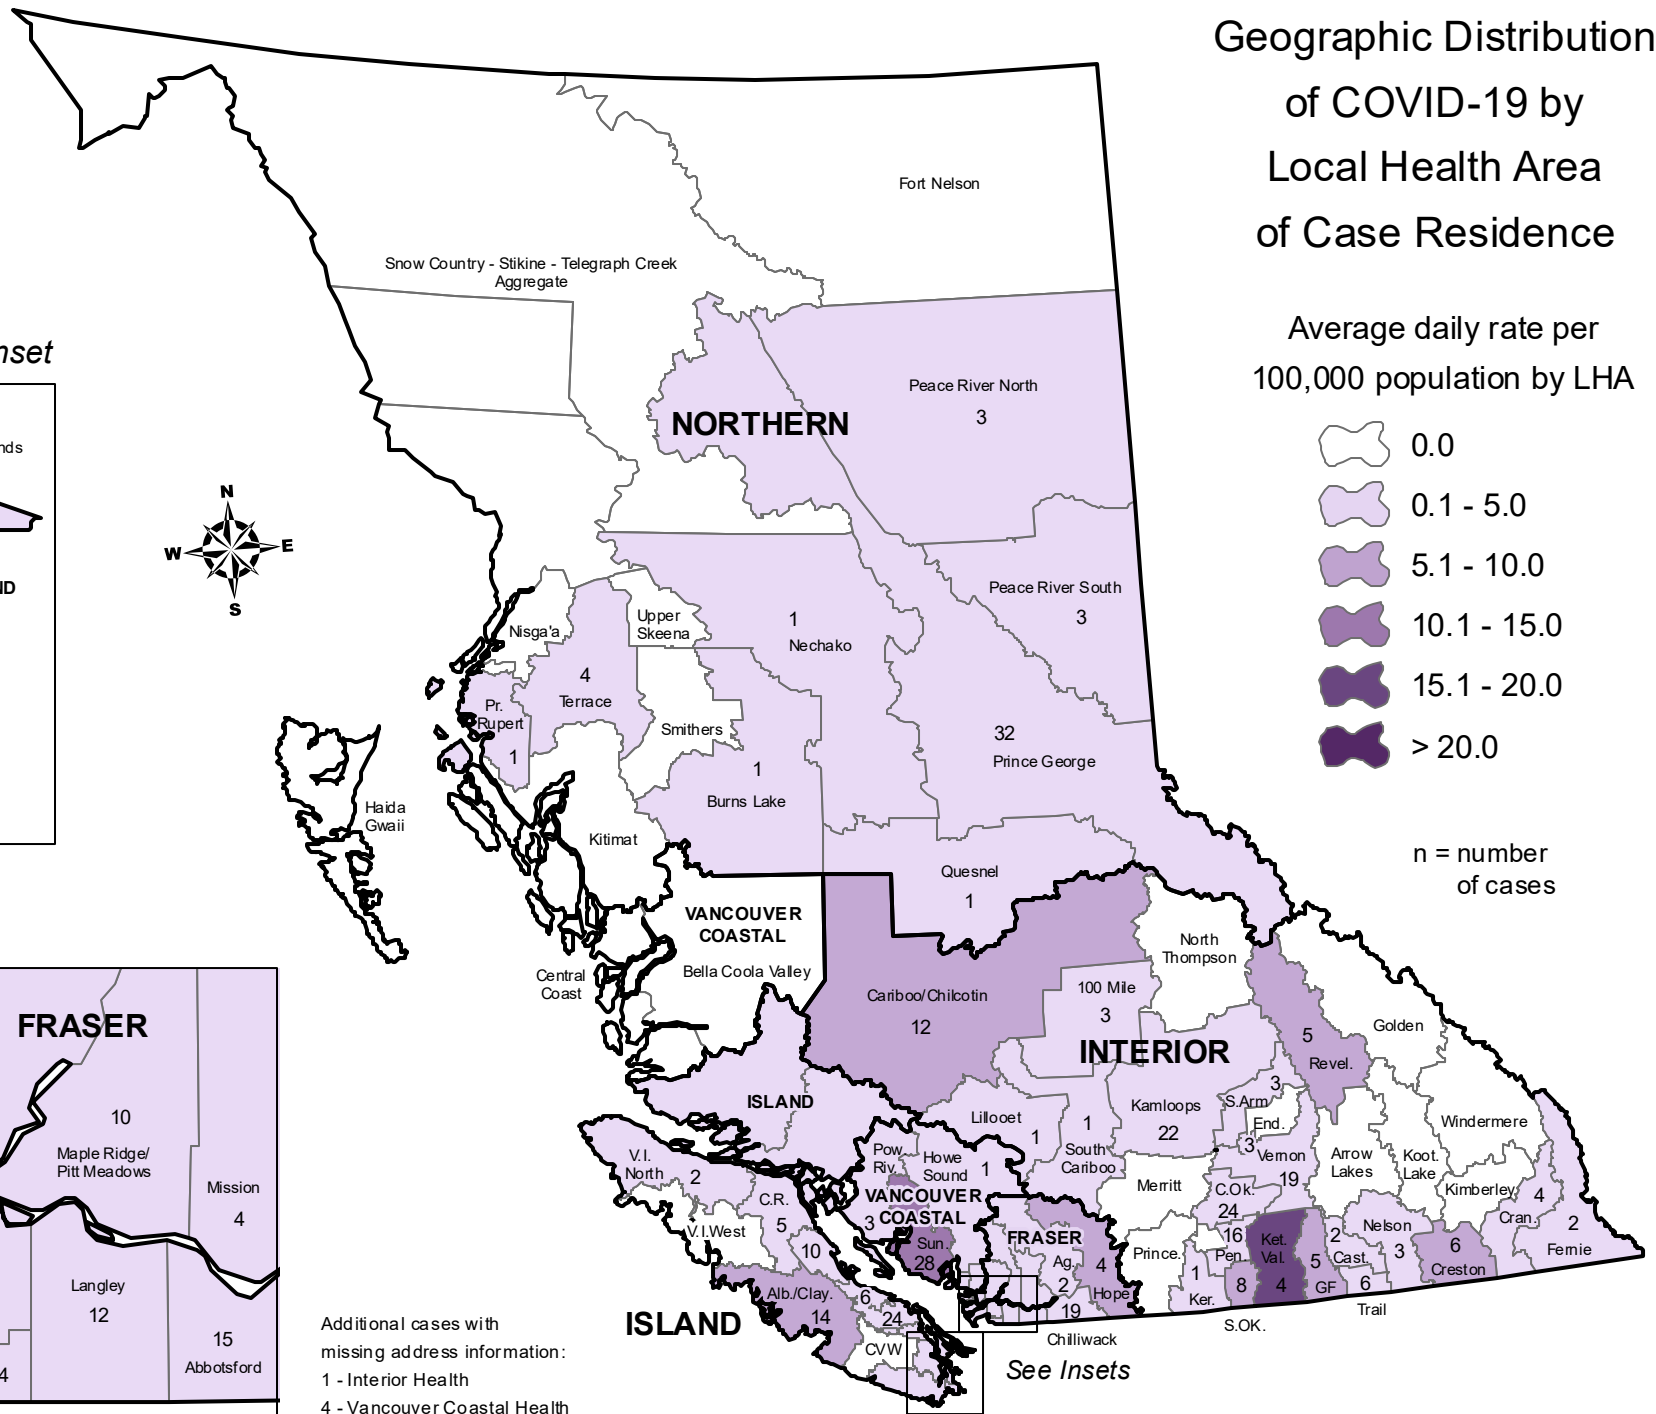 Geographic Distribution
of COVID-19 by
Local Health Area
of Case Residence
Average daily rate per
100,000 population by LHA
0.0
0.1 - 5.0
5.1 - 10.0
10.1 - 15.0
15.1 - 20.0
> 20.0
n = number
of cases
Fort Nelson
Snow Country - Stikine - Telegraph Creek
Aggregate
nset
nds
ND
N
W
E
S
NORTHERN
Peace River North
3
Peace River South
3
1
Nechako
Upper
Skeena
Nisga'a
4
Terrace
Pr.
Rupert
1
Smithers
1
Burns Lake
32
Prince George
Haida
Gwaii
Kitimat
Quesnel
1
VANCOUVER
COASTAL
Bella Coola Valley
Central
Coast
North
Thompson
Cariboo/Chilcotin
12
100 Mile
3
INTERIOR
5
Revel.
Golden
ISLAND
Lillooet
1
1
South
Cariboo
Kamloops
22
3
S.Arm
End.
3
Vernon
19
Arrow
Lakes
Koot.
Lake
Windermere
Kimberley
4
Cran.
2
Fernie
Merritt
C.Ok.
24
16
Pen.
Prince.
1
Ker.
8
S.OK.
Ket.
Val.
4
5
GF
2
Cast.
6
Trail
Nelson
3
6
Creston
V.I.
North
2
V.I.West
C.R.
5
10
Pow.
Riv.
3
Howe
Sound
1
VANCOUVER
COASTAL
Sun.
28
FRASER
Ag.
2
4
Hope
19
Chilliwack
Alb./Clay.
14
6
24
CVW
ISLAND
See Insets
FRASER
10
Maple Ridge/
Pitt Meadows
Mission
4
Langley
12
15
Abbotsford
4
Additional cases with
missing address information:
1 - Interior Health
4 - Vancouver Coastal Health